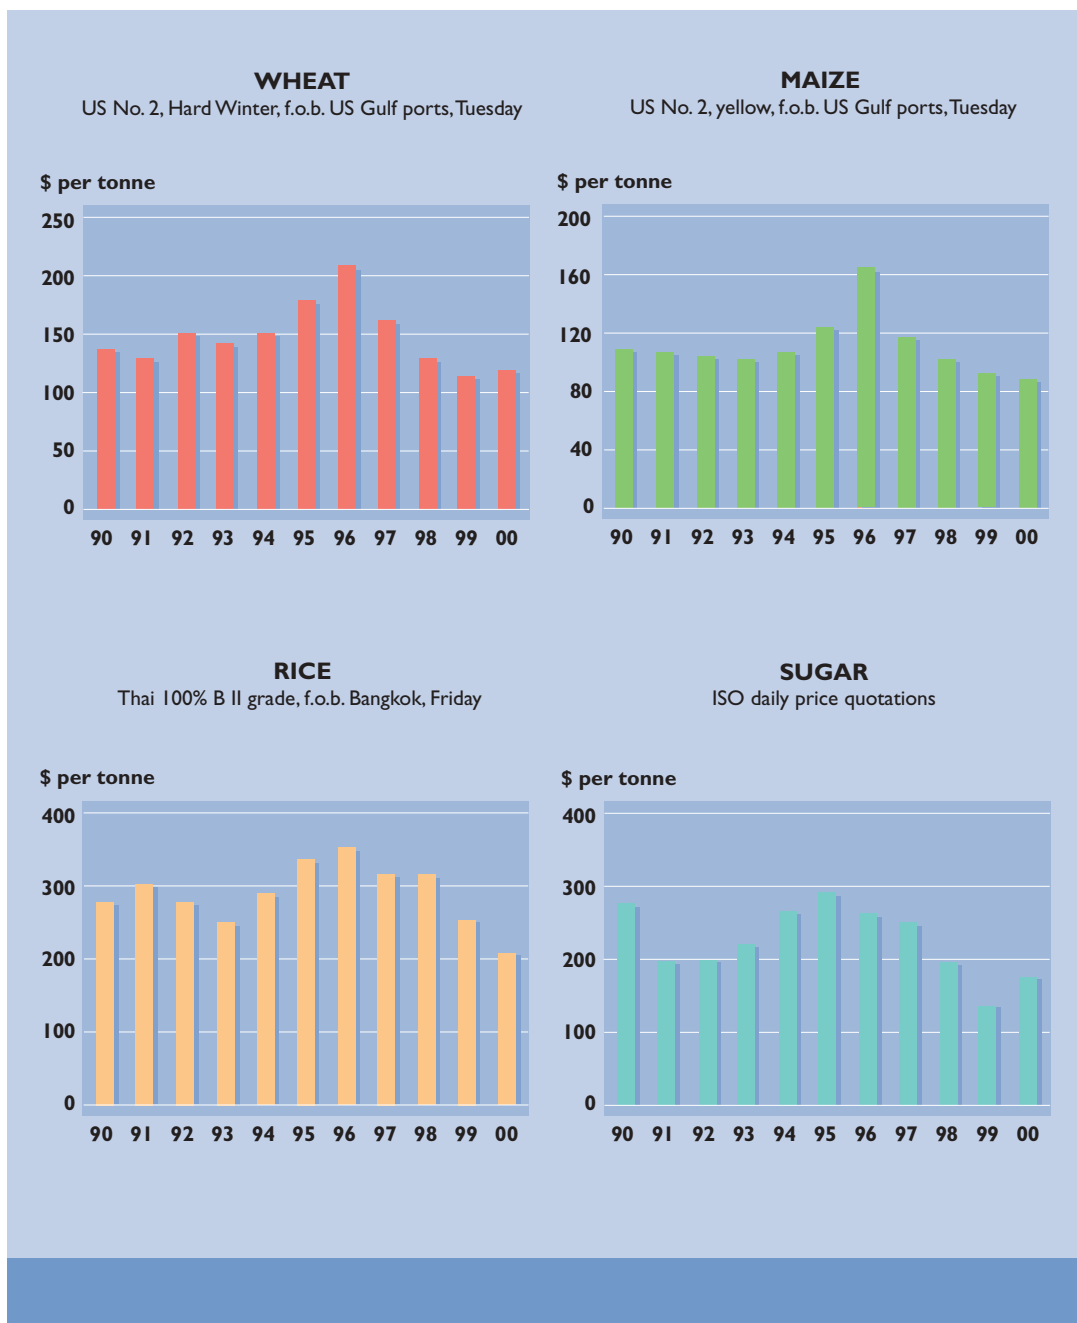 WHEAT
US No. 2, Hard Winter, f.o.b. US Gulf ports, Tuesday
$ per tonne
250
200
150
100
50
0
90 91 92 93 94 95 96 97 98 99 00
MAIZE
US No. 2, yellow, f.o.b. US Gulf ports, Tuesday
$ per tonne
200
160
120
80
40
0
90 91 92 93 94 95 96 97 98 99 00
RICE
Thai 100% B II grade, f.o.b. Bangkok, Friday
$ per tonne
400
300
200
100
0
90 91 92 93 94 95 96 97 98 99 00
SUGAR
ISO daily price quotations
$ per tonne
400
300
200
100
0
90 91 92 93 94 95 96 97 98 99 00